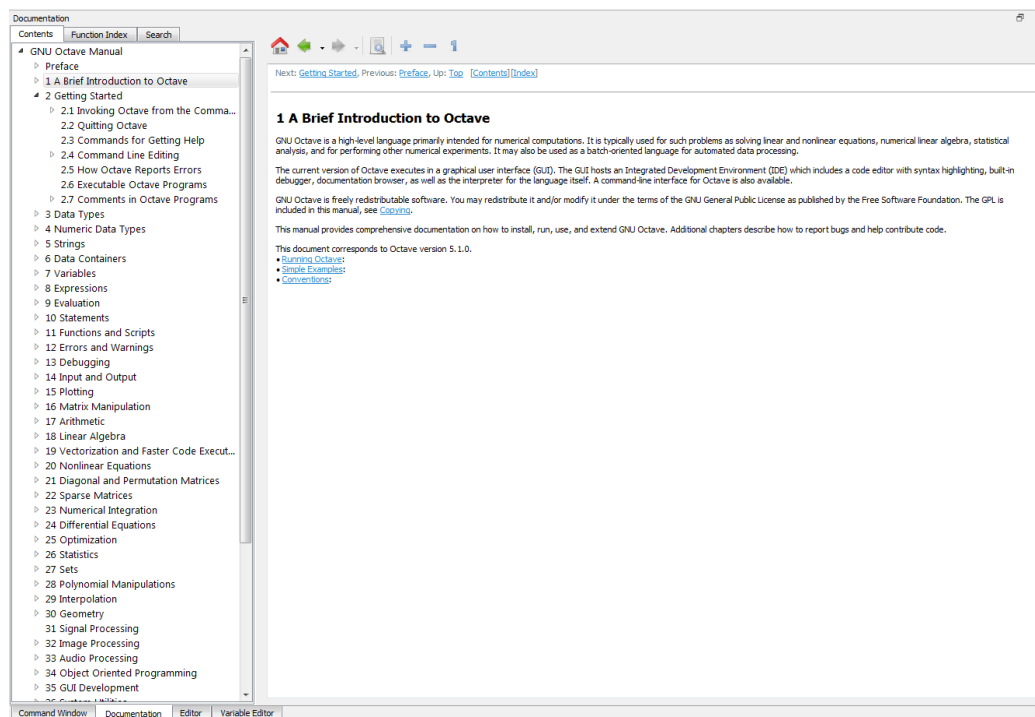 Documentation
Contents Function Index Search
GNU Octave Manual
Preface
1 A Brief Introduction to Octave
2 Getting Started
2.1 Invoking Octave from the Comma...
2.2 Quitting Octave
2.3 Commands for Getting Help
2.4 Command Line Editing
2.5 How Octave Reports Errors
2.6 Executable Octave Programs
2.7 Comments in Octave Programs
3 Data Types
4 Numeric Data Types
5 Strings
6 Data Containers
7 Variables
8 Expressions
9 Evaluation
10 Statements
11 Functions and Scripts
12 Errors and Warnings
13 Debugging
14 Input and Output
15 Plotting
16 Matrix Manipulation
17 Arithmetic
18 Linear Algebra
19 Vectorization and Faster Code Execut...
20 Nonlinear Equations
21 Diagonal and Permutation Matrices
22 Sparse Matrices
23 Numerical Integration
24 Differential Equations
25 Optimization
26 Statistics
27 Sets
28 Polynomial Manipulations
29 Interpolation
30 Geometry
31 Signal Processing
32 Image Processing
33 Audio Processing
34 Object Oriented Programming
35 GUI Development
36 System Utilities
Next: Getting Started, Previous: Preface, Up: Top [Contents][Index]
1 A Brief Introduction to Octave
GNU Octave is a high-level language primarily intended for numerical computations. It is typically used for such problems as solving linear and nonlinear equations, numerical linear algebra, statistical
analysis, and for performing other numerical experiments. It may also be used as a batch-oriented language for automated data processing.
The current version of Octave executes in a graphical user interface (GUI). The GUI hosts an Integrated Development Environment (IDE) which includes a code editor with syntax highlighting, built-in
debugger, documentation browser, as well as the interpreter for the language itself. A command-line interface for Octave is also available.
GNU Octave is freely redistributable software. You may redistribute it and/or modify it under the terms of the GNU General Public License as published by the Free Software Foundation. The GPL is
included in this manual, see Copying.
This manual provides comprehensive documentation on how to install, run, use, and extend GNU Octave. Additional chapters describe how to report bugs and help contribute code.
This document corresponds to Octave version 5.1.0.
• Running Octave:
• Simple Examples:
• Conventions:
Command Window Documentation Editor Variable Editor